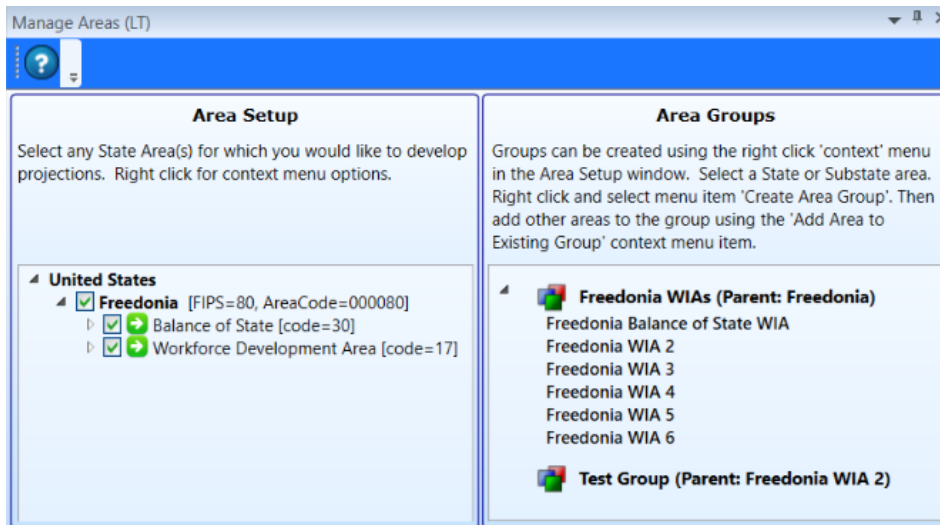 Manage Areas (LT)
?
Area Setup
Select any State Area(s) for which you would like to develop
projections. Right click for context menu options.
United States
Freedonia [FIPS=80, AreaCode=000080]
Balance of State [code=30]
Workforce Development Area [code=17]
Area Groups
Groups can be created using the right click 'context' menu
in the Area Setup window. Select a State or Substate area.
Right click and select menu item 'Create Area Group'. Then
add other areas to the group using the 'Add Area to
Existing Group' context menu item.
Freedonia WIAs (Parent: Freedonia)
Freedonia Balance of State WIA
Freedonia WIA 2
Freedonia WIA 3
Freedonia WIA 4
Freedonia WIA 5
Freedonia WIA 6
Test Group (Parent: Freedonia WIA 2)